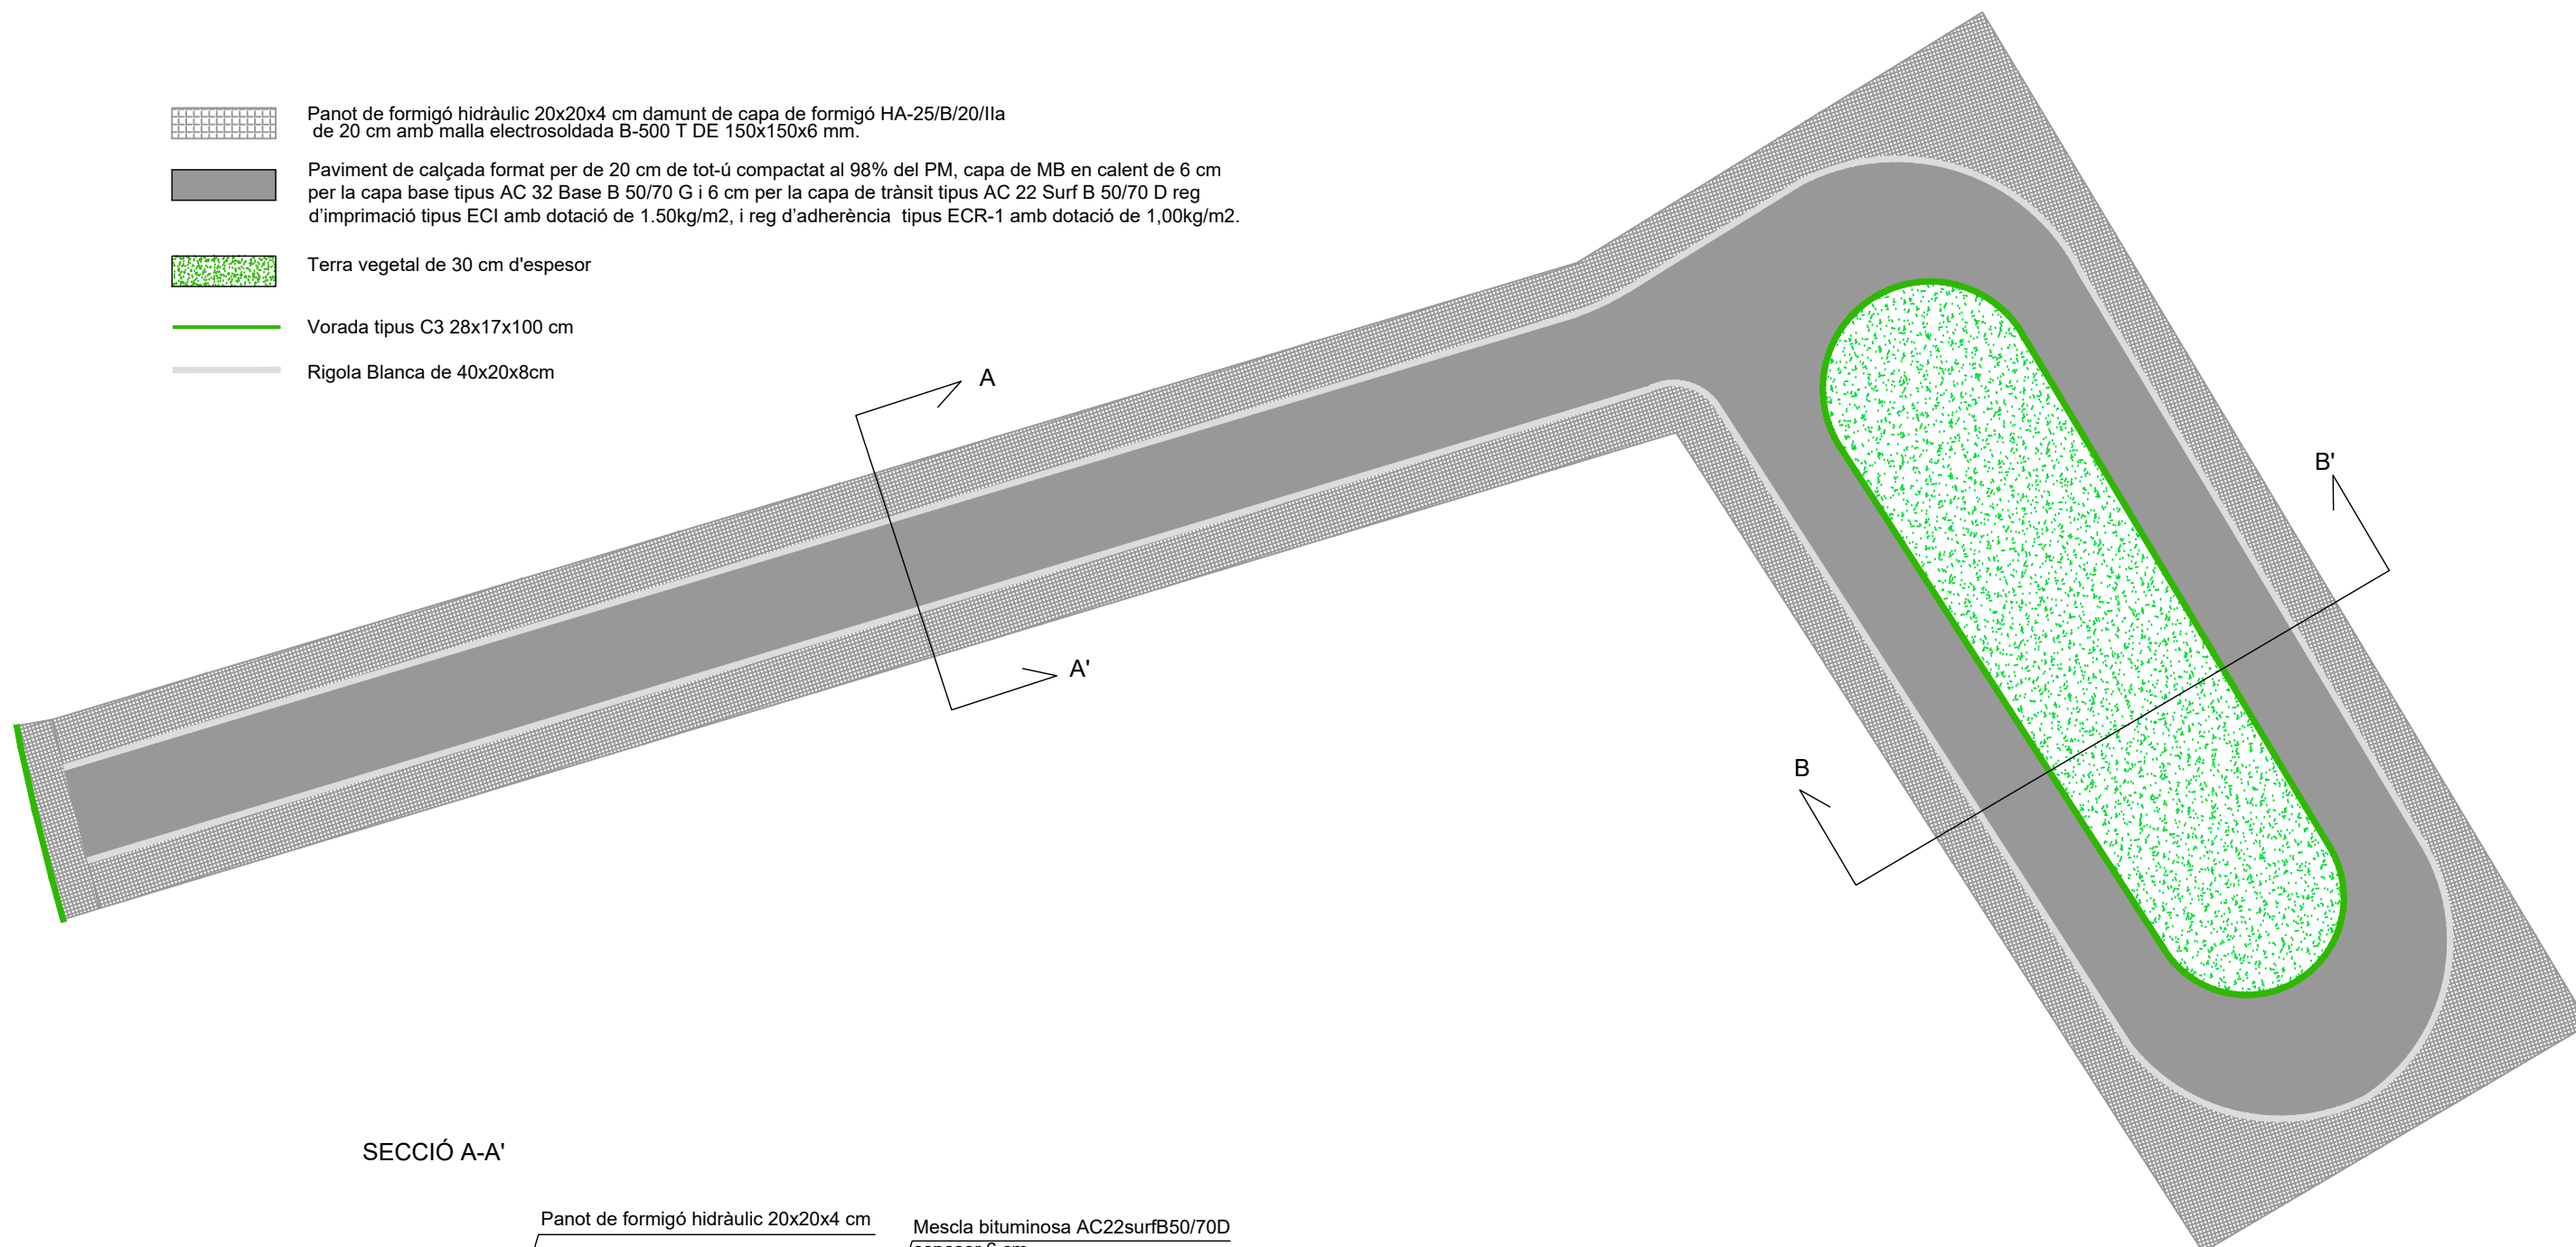 Panot de formigó hidràulic 20x20x4 cm damunt de capa de formigó HA-25/B/20/IIa
de 20 cm amb malla electrosoldada B-500 T DE 150x150x6 mm.
Paviment de calçada format per de 20 cm de tot-ú compactat al 98% del PM, capa de MB en calent de 6 cm
per la capa base tipus AC 32 Base B 50/70 G i 6 cm per la capa de trànsit tipus AC 22 Surf B 50/70 D reg
d’imprimació tipus ECI amb dotació de 1.50kg/m2, i reg d’adherència tipus ECR-1 amb dotació de 1,00kg/m2.
Terra vegetal de 30 cm d'espesor
Vorada tipus C3 28x17x100 cm
Rigola Blanca de 40x20x8cm
A
A'
B'
B
SECCIÓ A-A'
Panot de formigó hidràulic 20x20x4 cm
Mescla bituminosa AC22surfB50/70D